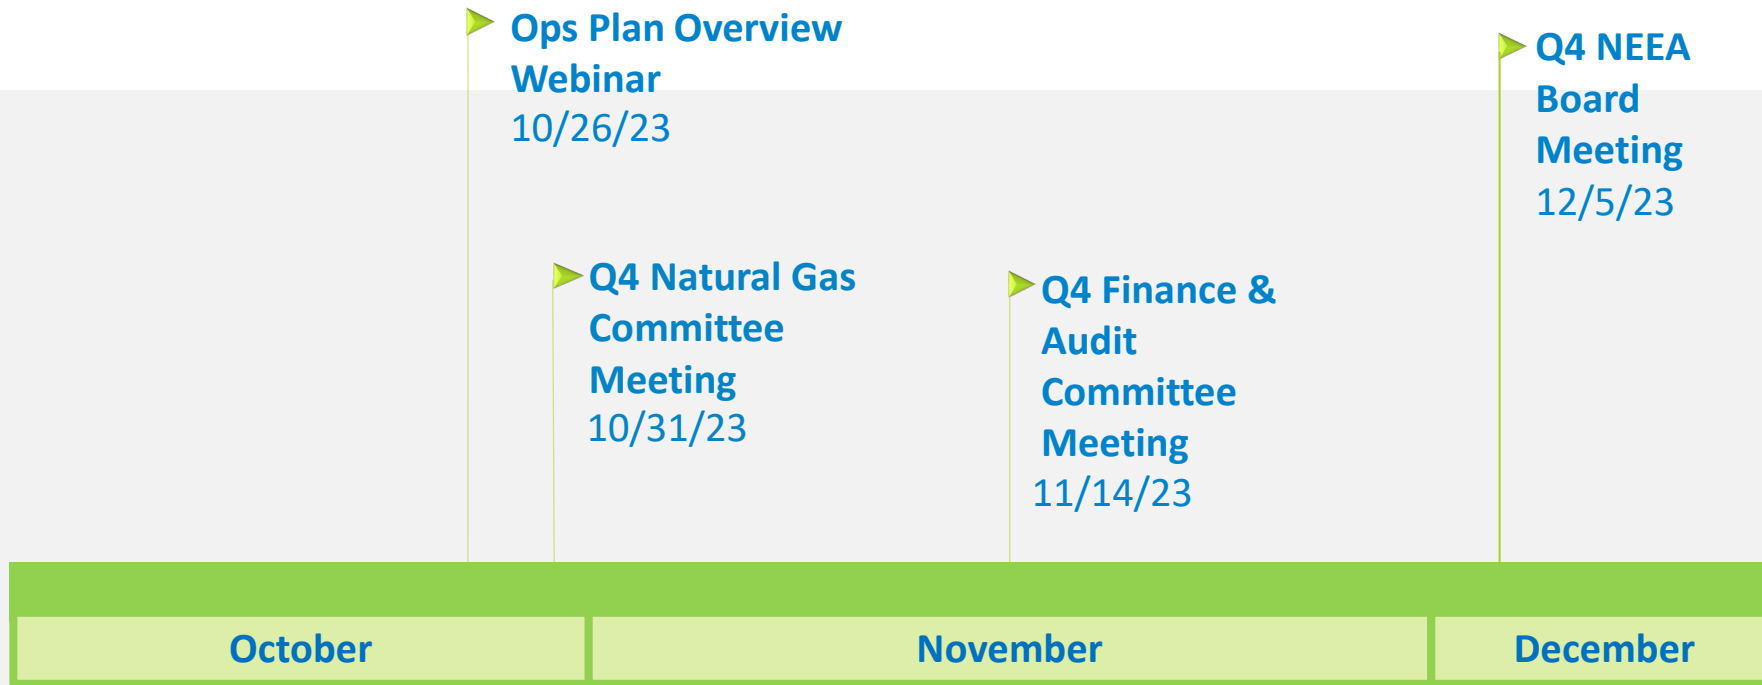 Ops Plan Overview
Webinar
10/26/23
Q4 Natural Gas
Committee
Meeting
10/31/23
Q4 Finance &
Audit
Committee
Meeting
11/14/23
Q4 NEEA
Board
Meeting
12/5/23
October
November
December